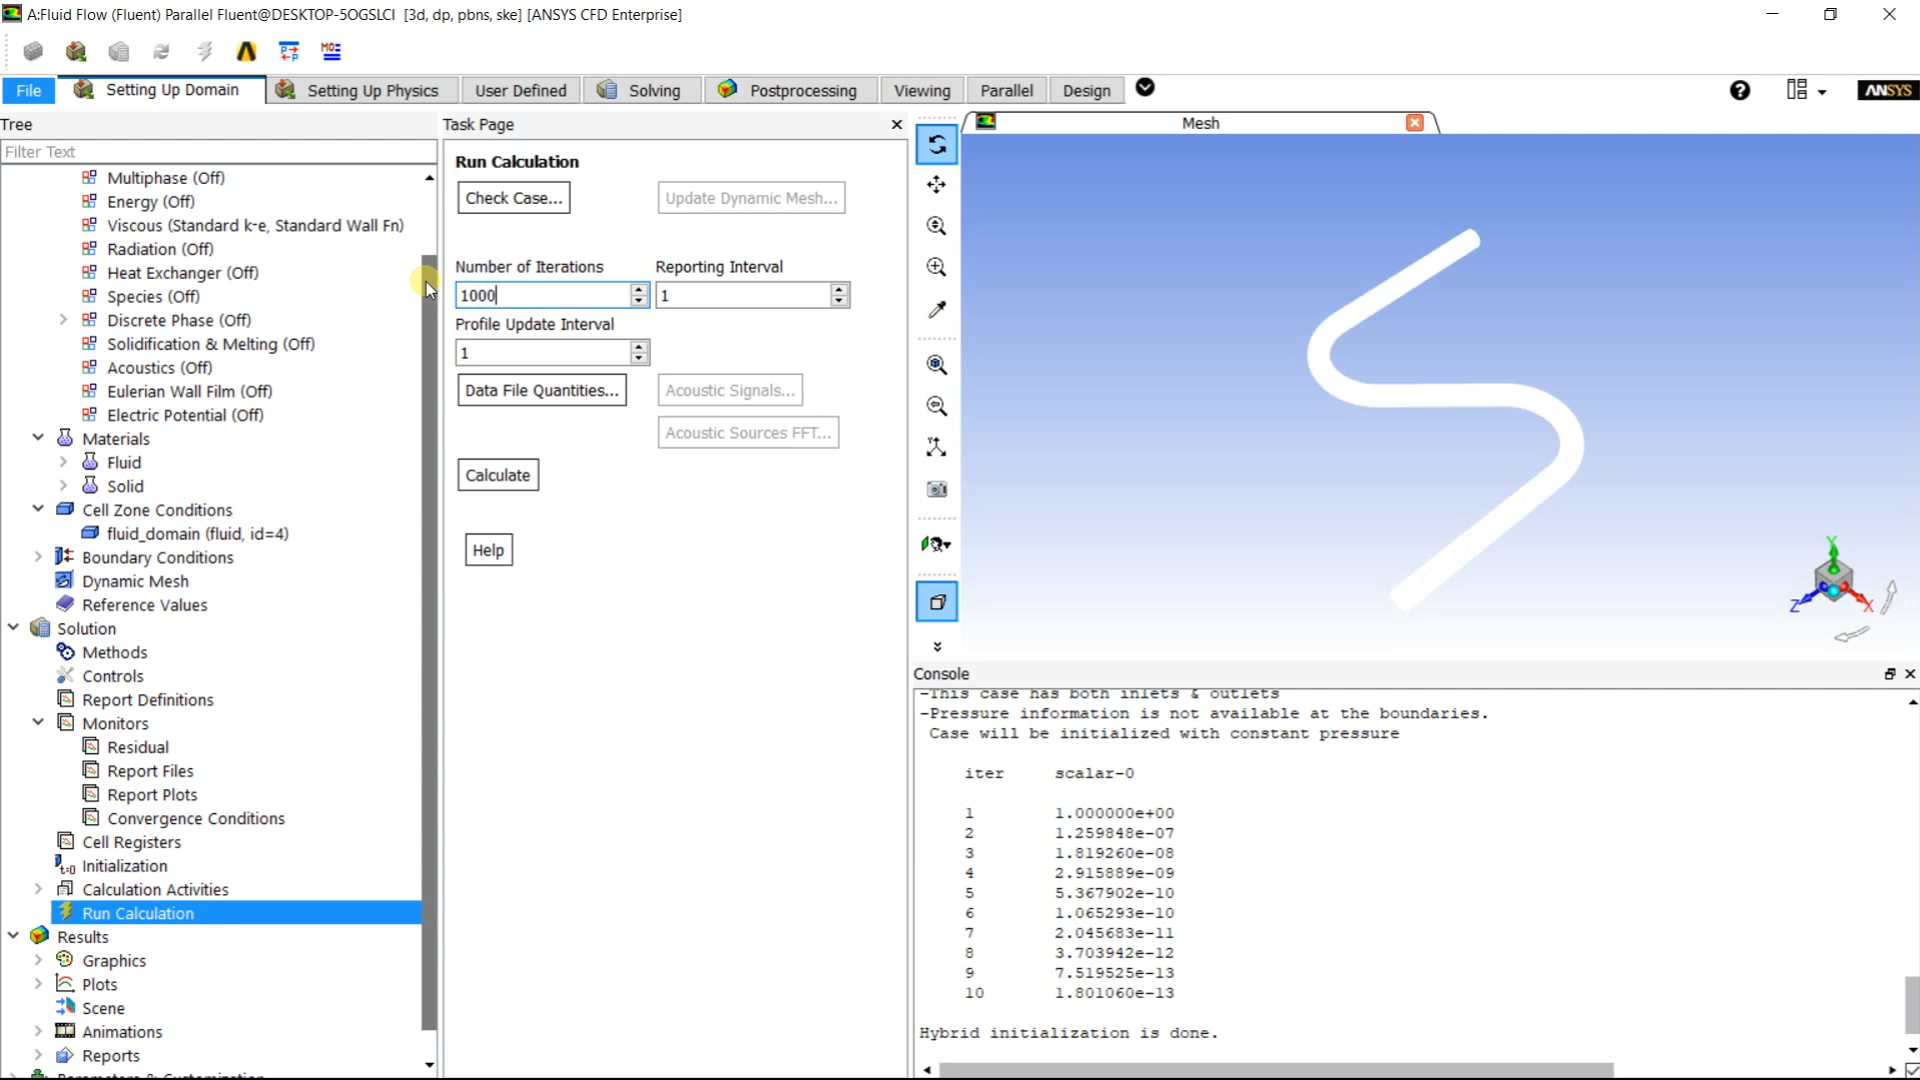 A:Fluid Flow (Fluent) Parallel Fluent@DESKTOP-5OGSLCI [3d, dp, pbns, ske] [ANSYS CFD Enterprise]
File
Setting Up Domain
Setting Up Physics
User Defined
Solving
Postprocessing
Viewing
Parallel
Design
ANSYS
Tree
Filter Text
Multiphase (Off)
Energy (Off)
Viscous (Standard k-e, Standard Wall Fn)
Radiation (Off)
Heat Exchanger (Off)
Species (Off)
Discrete Phase (Off)
Solidification & Melting (Off)
Acoustics (Off)
Eulerian Wall Film (Off)
Electric Potential (Off)
Materials
Fluid
Solid
Cell Zone Conditions
fluid_domain (fluid, id=4)
Boundary Conditions
Dynamic Mesh
Reference Values
Solution
Methods
Controls
Report Definitions
Monitors
Residual
Report Files
Report Plots
Convergence Conditions
Cell Registers
Initialization
Calculation Activities
Run Calculation
Results
Graphics
Plots
Scene
Animations
Reports
Parameters & Customization
Task Page
Run Calculation
Check Case...
Update Dynamic Mesh...
Number of Iterations
Reporting Interval
1000
1
Profile Update Interval
1
Data File Quantities...
Acoustic Signals...
Acoustic Sources FFT...
Calculate
Help
Mesh
Y
Z
X
Console
-This case has both inlets & outlets
-Pressure information is not available at the boundaries.
Case will be initialized with constant pressure
iter scalar-0
1 1.000000e+00
2 1.259848e-07
3 1.819260e-08
4 2.915889e-09
5 5.367902e-10
6 1.065293e-10
7 2.045683e-11
8 3.703942e-12
9 7.519525e-13
10 1.801060e-13
Hybrid initialization is done.